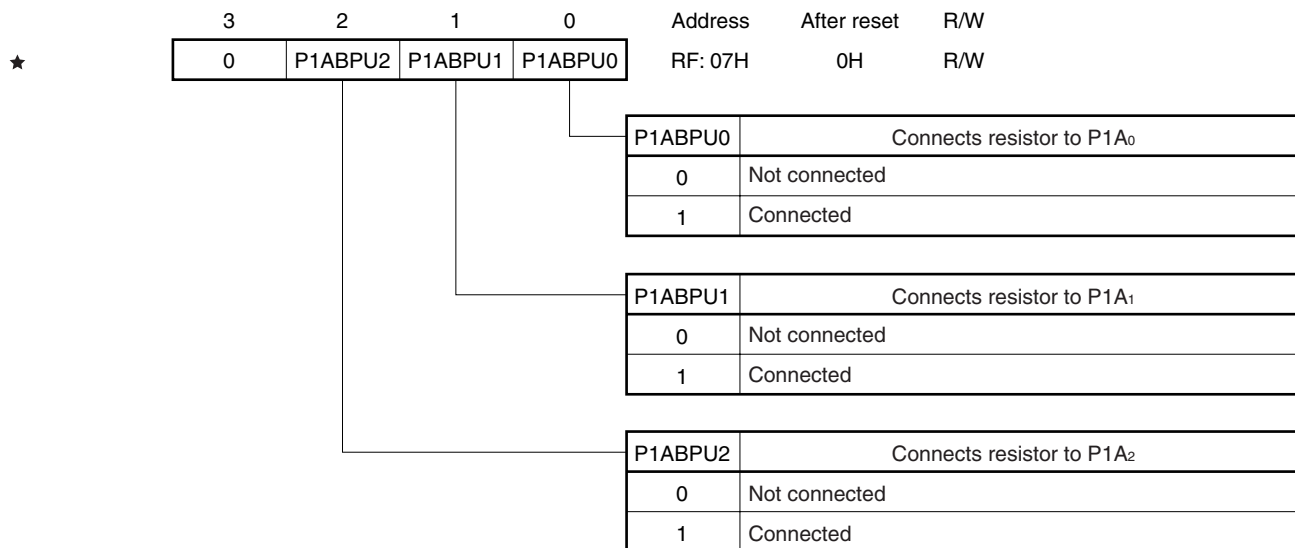 3 2 1 0 Address After reset R/W
★ 0 P1ABPU2 P1ABPU1 P1ABPU0 RF: 07H 0H R/W
P1ABPU0 Connects resistor to P1A₀
0 Not connected
1 Connected
P1ABPU1 Connects resistor to P1A₁
0 Not connected
1 Connected
P1ABPU2 Connects resistor to P1A₂
0 Not connected
1 Connected